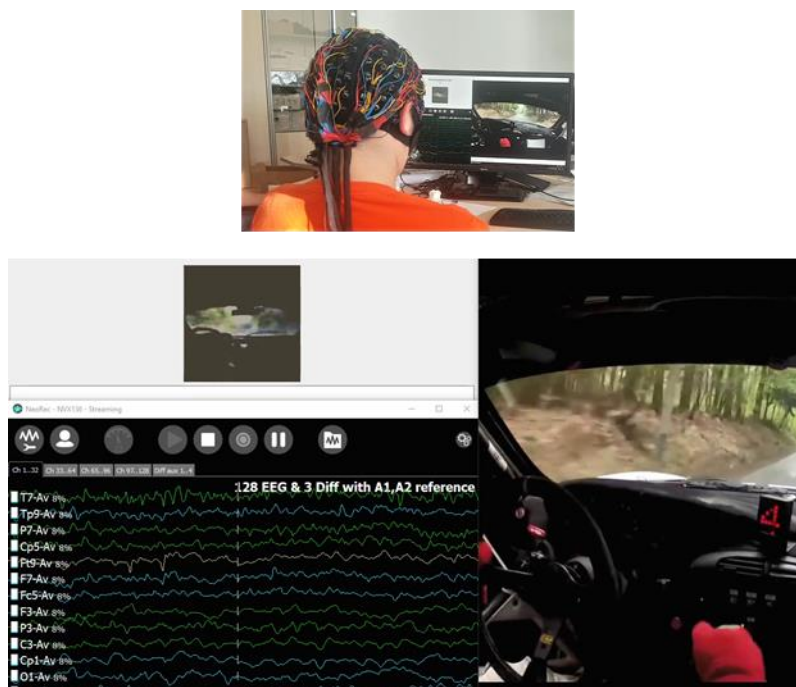 NeoRec - NVX136 - Streaming
Ch 1..32 Ch 33..64 Ch 65..96 Ch 97..128 Diff aux 1..4
128 EEG & 3 Diff with A1,A2 reference
T7-Av 8%
Tp9-Av 8%
P7-Av 8%
Cp5-Av 8%
Ft9-Av 8%
F7-Av 8%
Fc5-Av 8%
F3-Av 8%
P3-Av 8%
C3-Av 8%
Cp1-Av 8%
O1-Av 8%